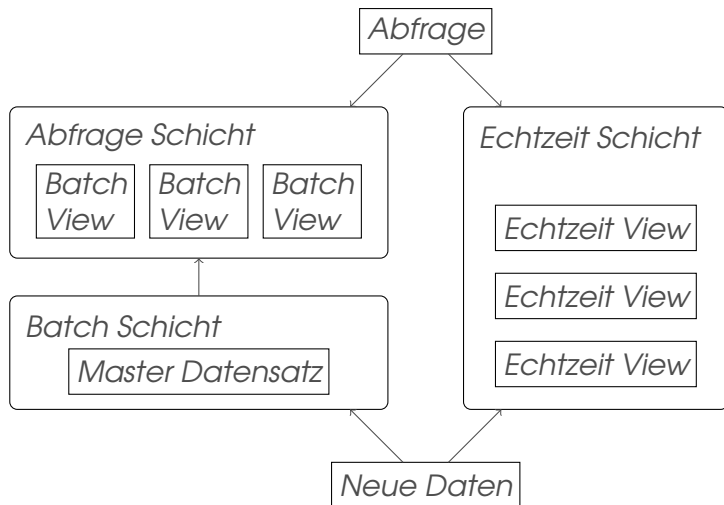 Abfrage
Abfrage Schicht
Batch
View
Batch
View
Batch
View
Echtzeit Schicht
Echtzeit View
Echtzeit View
Echtzeit View
Batch Schicht
Master Datensatz
Neue Daten